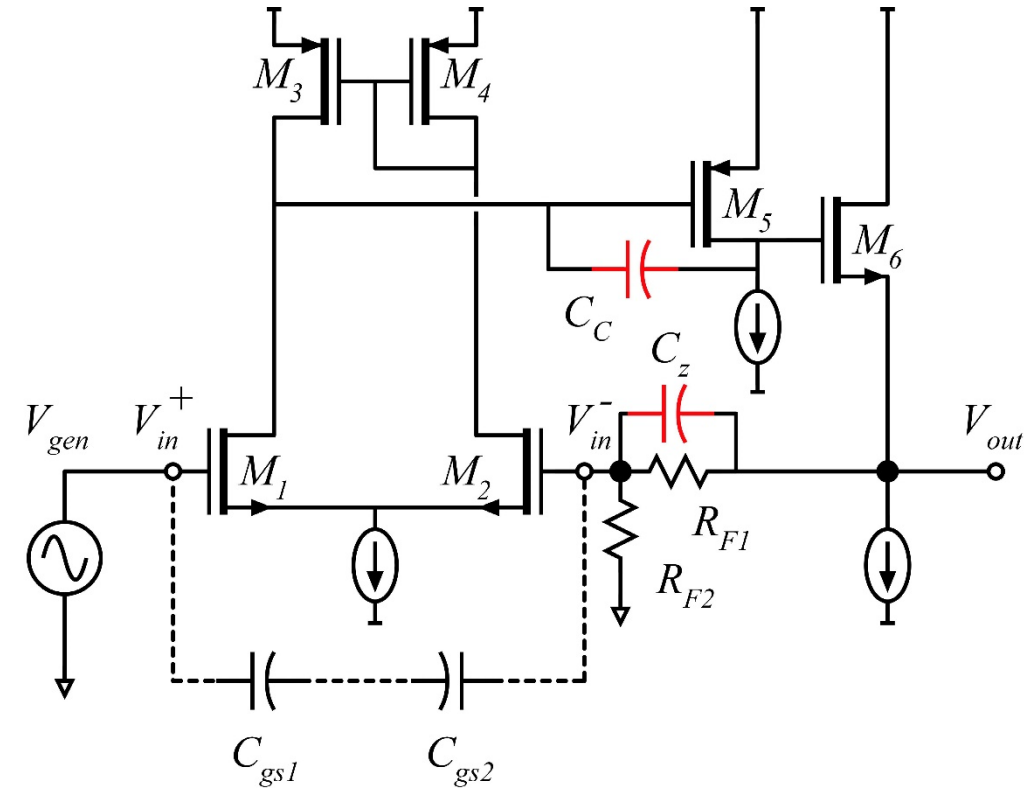 M3
M4
M5
M6
CC
Cz
Vgen
Vin+
M1
M2
Vin-
Vout
RF1
RF2
Cgs1
Cgs2